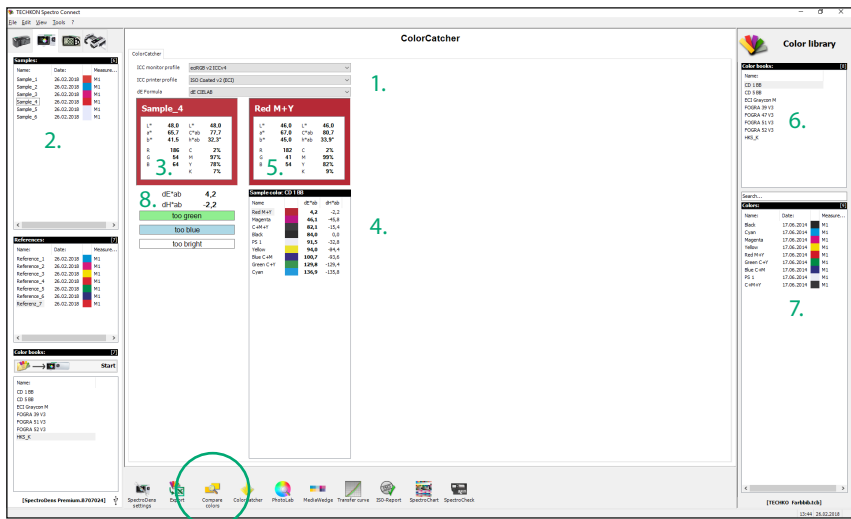 TECHKON Spectro Connect
File Edit View Tools ?
Samples: [6]
Name: Date: Measure...
Sample_1 26.02.2018 M1
Sample_2 26.02.2018 M1
Sample_3 26.02.2018 M1
Sample_4 26.02.2018 M1
Sample_5 26.02.2018 M1
Sample_6 26.02.2018 M1
2.
References: [7]
Name: Date: Measure...
Reference_1 26.02.2018 M1
Reference_2 26.02.2018 M1
Reference_3 26.02.2018 M1
Reference_4 26.02.2018 M1
Reference_5 26.02.2018 M1
Reference_6 26.02.2018 M1
Referenz_7 26.02.2018 M1
Color books: [7]
Start
Name:
CD 1 BB
CD 5 BB
ECI Graycon M
FOGRA 39 V3
FOGRA 51 V3
FOGRA 52 V3
HKS_K
[SpectroDens Premium.B707024]
ColorCatcher
ColorCatcher
ICC monitor profile eciRGB v2 ICCv4
ICC printer profile ISO Coated v2 (ECI)
dE Formula dE CIELAB
1.
Sample_4
L* 48,0 L* 48,0
a* 65,7 C*ab 77,7
b* 41,5 h*ab 32,3°
R 186 C 2%
G 54 M 97%
B 64 Y 78%
K 7%
3.
Red M+Y
L* 46,0 L* 46,0
a* 67,0 C*ab 80,7
b* 45,0 h*ab 33,9°
R 182 C 2%
G 41 M 99%
B 54 Y 82%
K 9%
5.
8.
dE*ab 4,2
dH*ab -2,2
too green
too blue
too bright
Sample color CD 1 BB
Name: dE*ab dH*ab
Red M+Y 4,2 -2,2
Magenta 46,1 -45,8
C+M+Y 82,1 -15,4
Black 84,0 0,0
PS 1 91,5 -32,8
Yellow 94,0 -84,4
Blue C+M 100,7 -93,6
Green C+Y 129,8 -129,4
Cyan 136,9 -135,8
4.
SpectroDens settings
Export
Compare colors
ColorCatcher
PhotoLab
MediaWedge
Transfer curve
ISO-Report
SpectroChart
SpectroCheck
Color library
Color books: [8]
Name:
CD 1 BB
CD 5 BB
ECI Graycon M
FOGRA 39 V3
FOGRA 47 V3
FOGRA 51 V3
FOGRA 52 V3
HKS_K
6.
Search...
Colors: [9]
Name: Date: Measure...
Black 17.06.2014 M1
Cyan 17.06.2014 M1
Magenta 17.06.2014 M1
Yellow 17.06.2014 M1
Red M+Y 17.06.2014 M1
Green C+Y 17.06.2014 M1
Blue C+M 17.06.2014 M1
PS 1 17.06.2014 M1
C+M+Y 17.06.2014 M1
7.
[TECHKO Farbbib.tcb]
13:44 26.02.2018